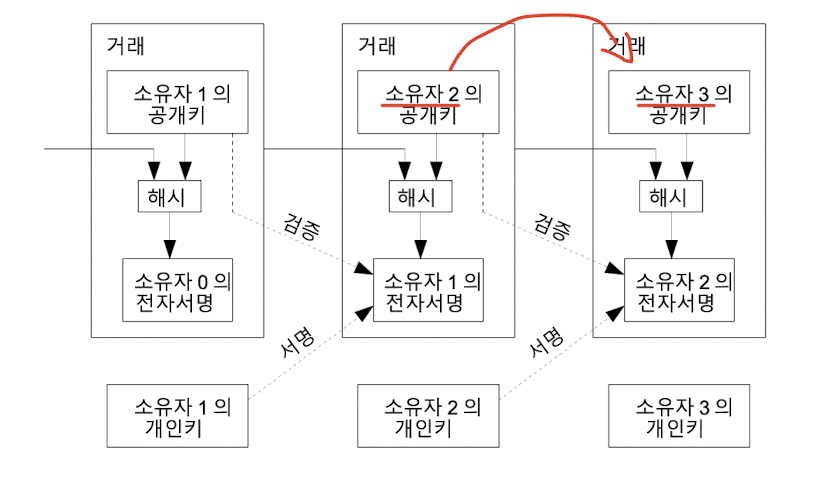 거래
소유자 1 의
공개키
해시
소유자 0 의
전자서명
거래
소유자 2 의
공개키
해시
소유자 1 의
전자서명
거래
소유자 3 의
공개키
해시
소유자 2 의
전자서명
검증
검증
서명
서명
소유자 1 의
개인키
소유자 2 의
개인키
소유자 3 의
개인키